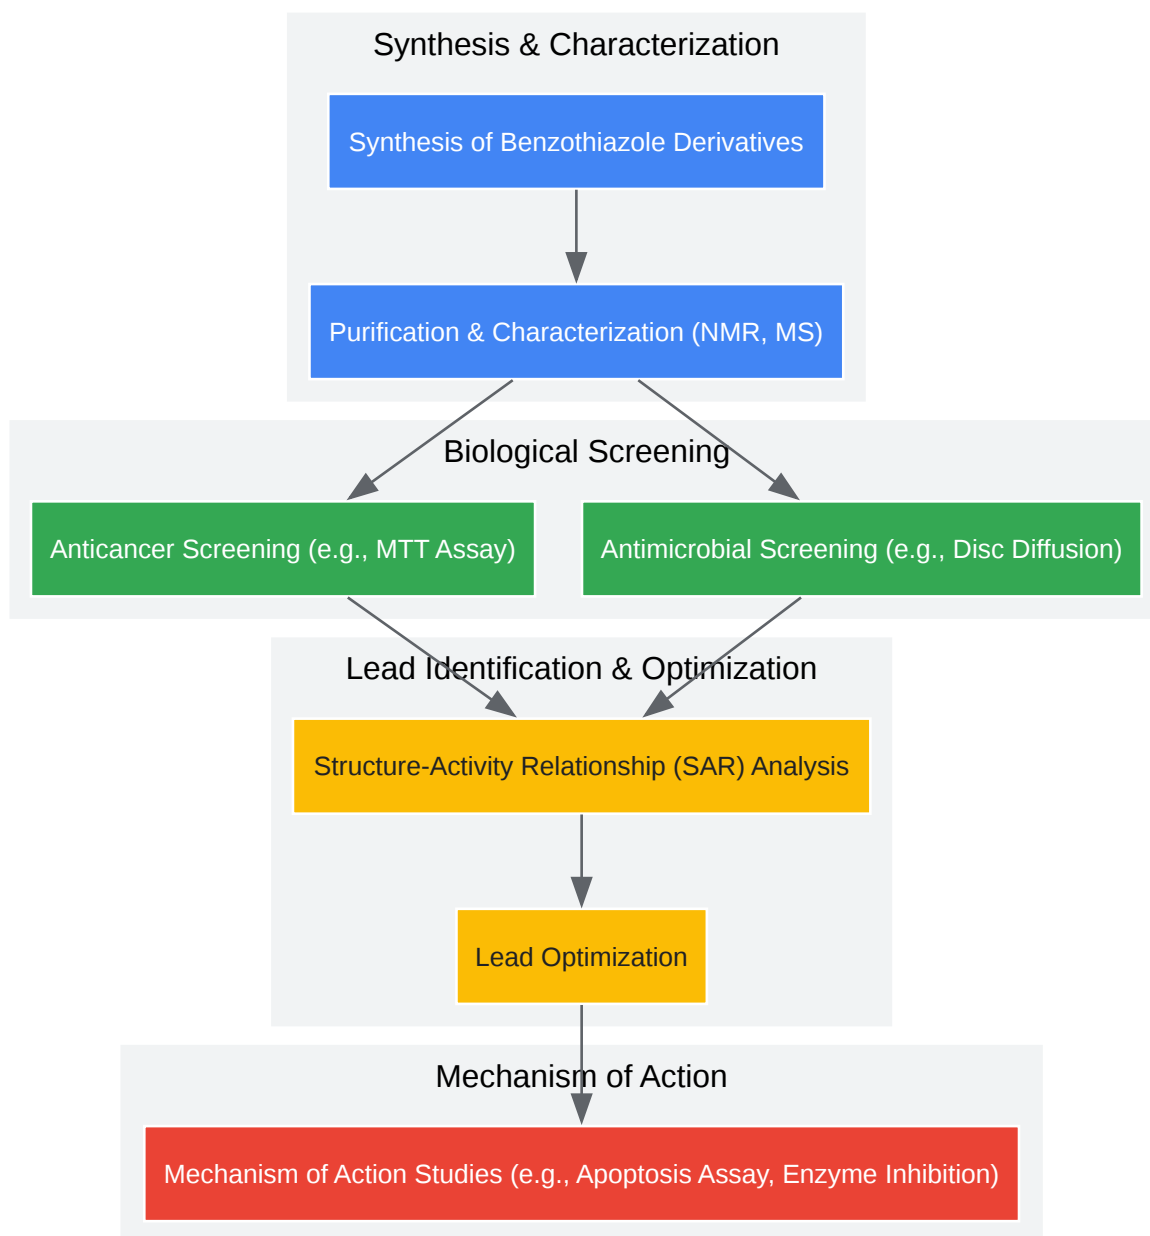 Synthesis & Characterization
Synthesis of Benzothiazole Derivatives
Purification & Characterization (NMR, MS)
Biological Screening
Anticancer Screening (e.g., MTT Assay)
Antimicrobial Screening (e.g., Disc Diffusion)
Lead Identification & Optimization
Structure-Activity Relationship (SAR) Analysis
Lead Optimization
Mechanism of Action
Mechanism of Action Studies (e.g., Apoptosis Assay, Enzyme Inhibition)